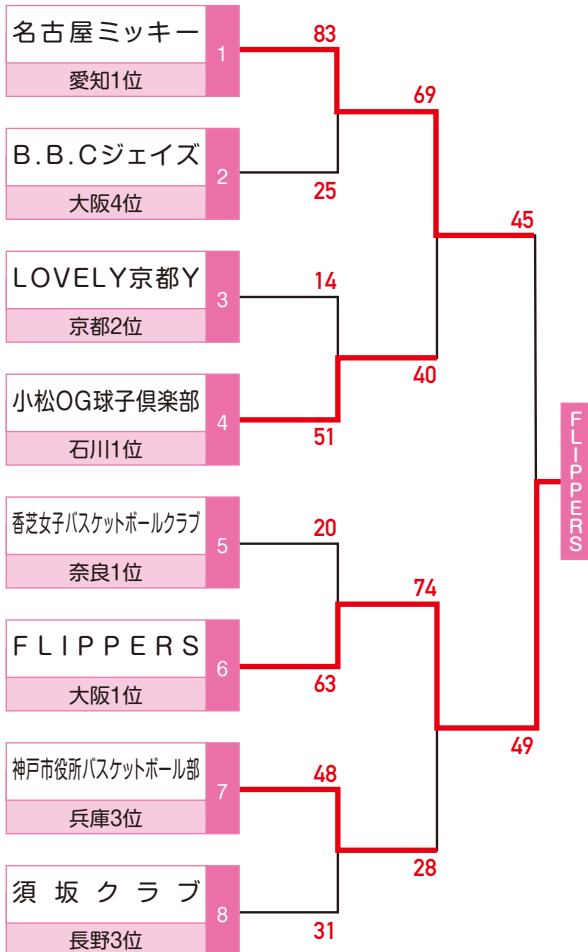 名古屋ミッキー
1
愛知1位
B.B.Cジェイズ
2
大阪4位
LOVELY京都Y
3
京都2位
小松OG球子倶楽部
4
石川1位
香芝女子バスケットボールクラブ
5
奈良1位
FLIPPERS
6
大阪1位
神戸市役所バスケットボール部
7
兵庫3位
須坂クラブ
8
長野3位
83
25
14
51
20
63
48
31
69
40
74
28
45
49
FLIPPERS